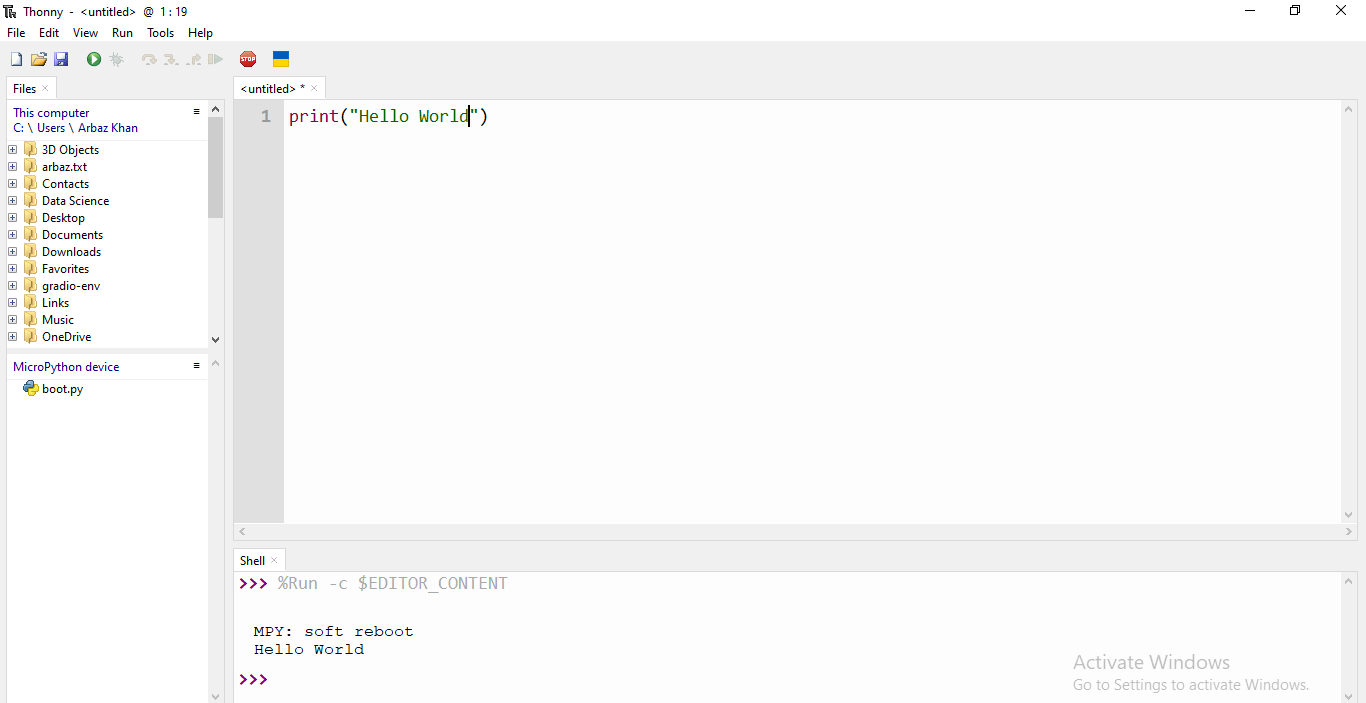 Thonny - <untitled> @ 1:19
File Edit View Run Tools Help
STOP
Files
<untitled> *
This computer
C: \ Users \ Arbaz Khan
3D Objects
arbaz.txt
Contacts
Data Science
Desktop
Documents
Downloads
Favorites
gradio-env
Links
Music
OneDrive
MicroPython device
boot.py
1 print("Hello World")
Shell
>>> %Run -c $EDITOR_CONTENT
MPY: soft reboot
Hello World
>>>
Activate Windows
Go to Settings to activate Windows.